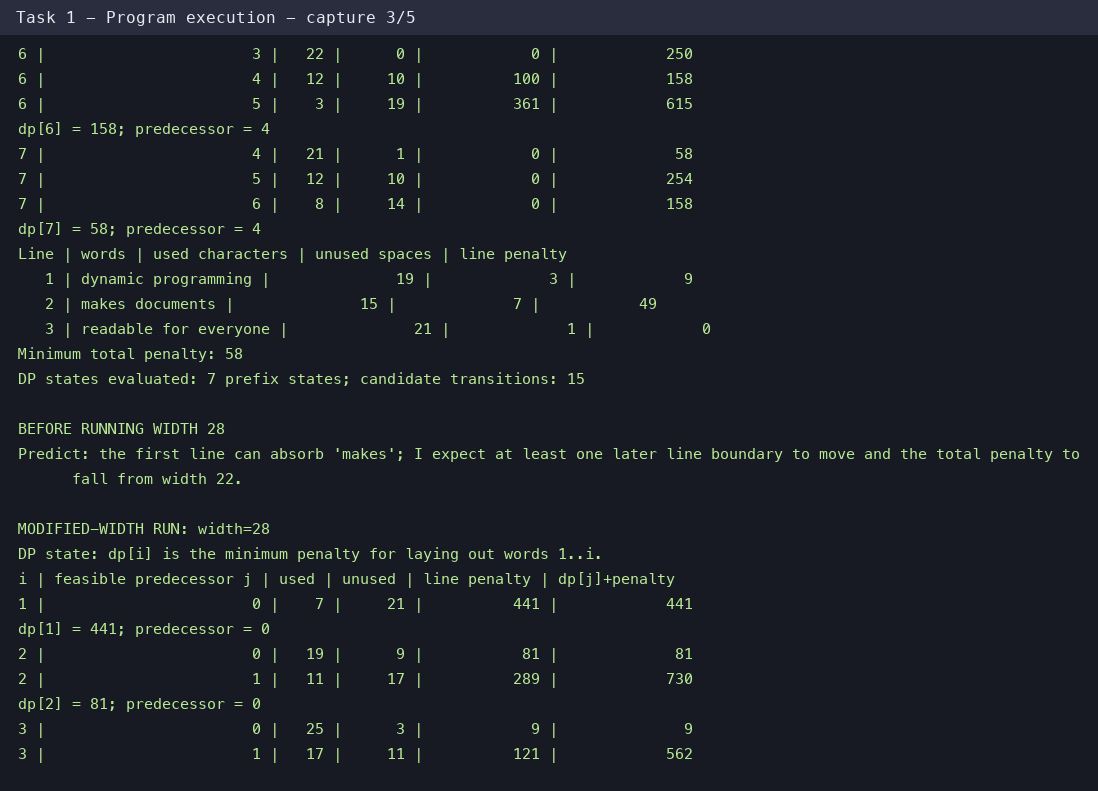 Task 1 — Program execution — capture 3/5
6 |                       3 |   22 |      0 |            0 |            250
6 |                       4 |   12 |     10 |          100 |            158
6 |                       5 |    3 |     19 |          361 |            615
dp[6] = 158; predecessor = 4
7 |                       4 |   21 |      1 |            0 |             58
7 |                       5 |   12 |     10 |            0 |            254
7 |                       6 |    8 |     14 |            0 |            158
dp[7] = 58; predecessor = 4
Line | words | used characters | unused spaces | line penalty
   1 | dynamic programming |              19 |             3 |            9
   2 | makes documents |              15 |             7 |           49
   3 | readable for everyone |              21 |             1 |            0
Minimum total penalty: 58
DP states evaluated: 7 prefix states; candidate transitions: 15

BEFORE RUNNING WIDTH 28
Predict: the first line can absorb 'makes'; I expect at least one later line boundary to move and the total penalty to
      fall from width 22.

MODIFIED-WIDTH RUN: width=28
DP state: dp[i] is the minimum penalty for laying out words 1..i.
i | feasible predecessor j | used | unused | line penalty | dp[j]+penalty
1 |                       0 |    7 |     21 |          441 |            441
dp[1] = 441; predecessor = 0
2 |                       0 |   19 |      9 |           81 |             81
2 |                       1 |   11 |     17 |          289 |            730
dp[2] = 81; predecessor = 0
3 |                       0 |   25 |      3 |            9 |              9
3 |                       1 |   17 |     11 |          121 |            562